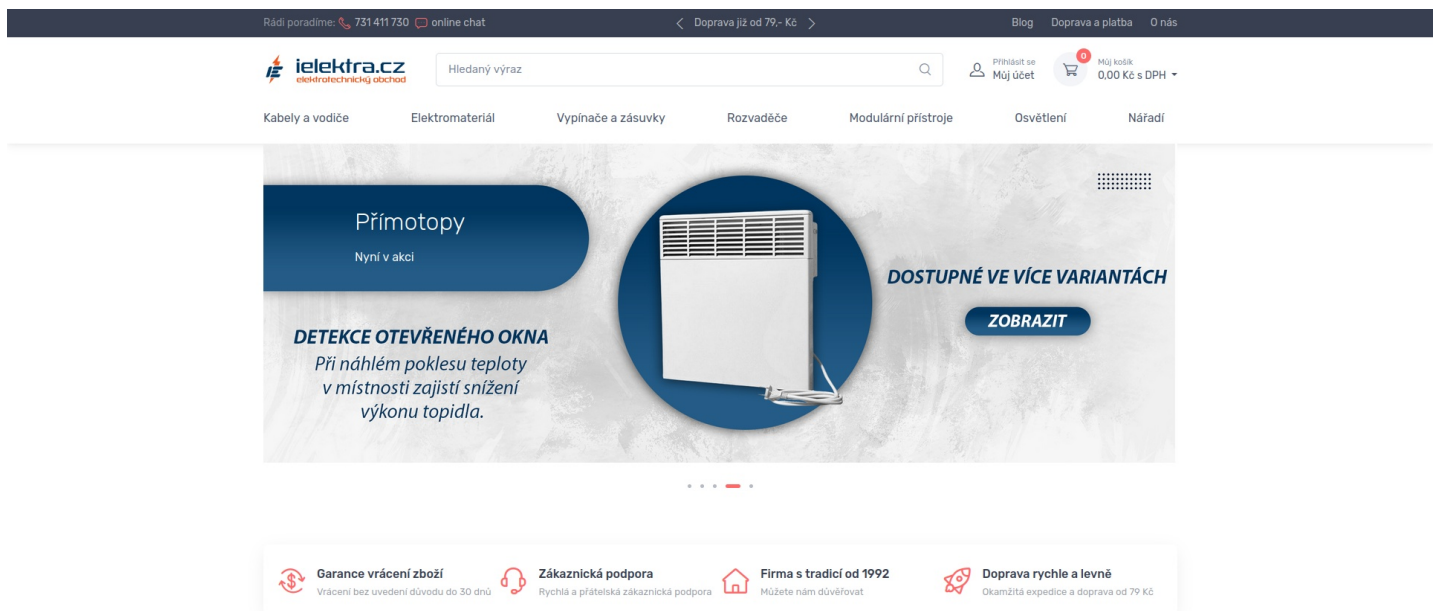 Rádi poradíme: 731 411 730 online chat
Doprava již od 79,- Kč
Blog Doprava a platba O nás
ielektra.cz
elektrotechnický obchod
Hledaný výraz
Přihlásit se
Můj účet
0
Můj košík
0,00 Kč s DPH
Kabely a vodiče Elektromateriál Vypínače a zásuvky Rozvaděče Modulární přístroje Osvětlení Nářadí
Přímotopy
Nyní v akci
DETEKCE OTEVŘENÉHO OKNA
Při náhlém poklesu teploty
v místnosti zajistí snížení
výkonu topidla.
DOSTUPNÉ VE VÍCE VARIANTÁCH
ZOBRAZIT
Garance vrácení zboží
Vrácení bez uvedení důvodu do 30 dnů
Zákaznická podpora
Rychlá a přátelská zákaznická podpora
Firma s tradicí od 1992
Můžete nám důvěřovat
Doprava rychle a levně
Okamžitá expedice a doprava od 79 Kč